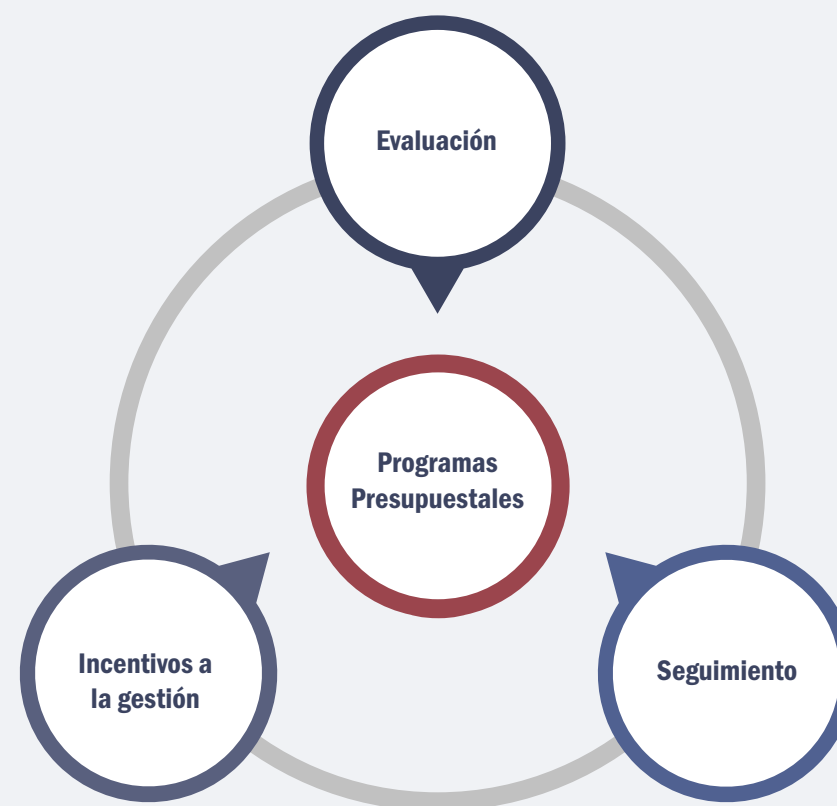 Evaluación
Programas
Presupuestales
Incentivos a
la gestión
Seguimiento